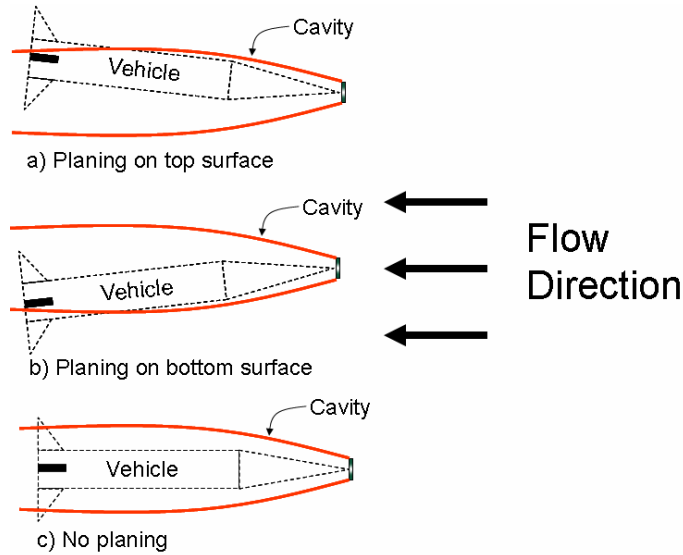 Cavity
Vehicle
a) Planing on top surface
Cavity
Vehicle
b) Planing on bottom surface
Flow
Direction
Cavity
Vehicle
c) No planing